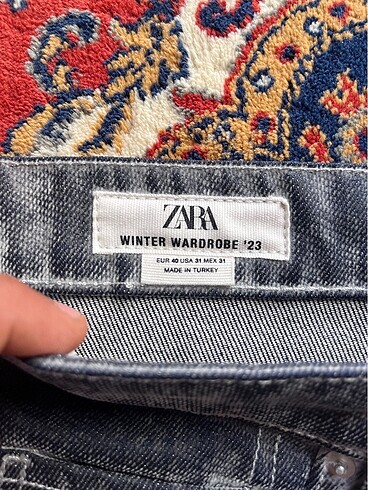 ZARA
WINTER WARDROBE '23
EUR 40 USA 31 MEX 31
MADE IN TURKEY